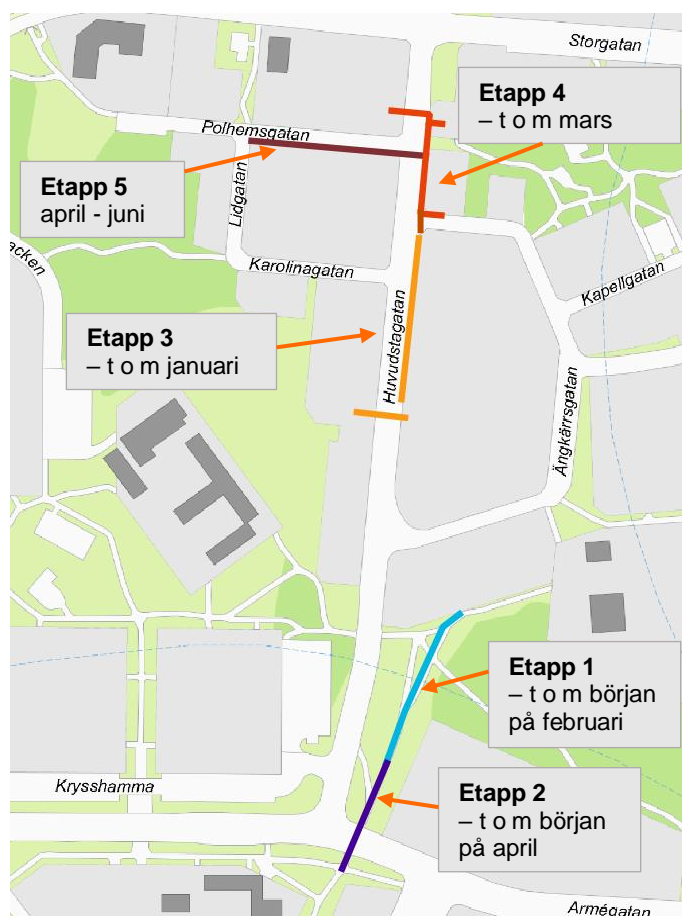 Storgatan
Etapp 4
– t o m mars
Polhemsgatan
Etapp 5
april - juni
Lidgatan
Karolinagatan
acken
Kapellgatan
Etapp 3
– t o m januari
Huvudstagatan
Ängkärrsgatan
Etapp 1
– t o m början
på februari
Krysshamma
Etapp 2
– t o m början
på april
Armégatan